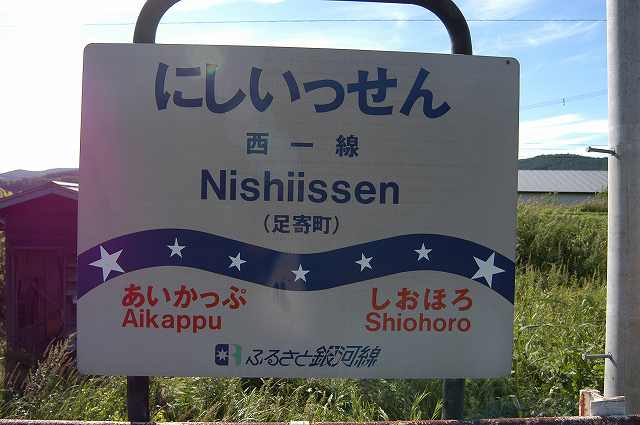 にしいっせん
西一線
Nishiissen
(足寄町)
あいかっぷ しおほろ
Aikappu Shiohoro
ふるさと銀河線